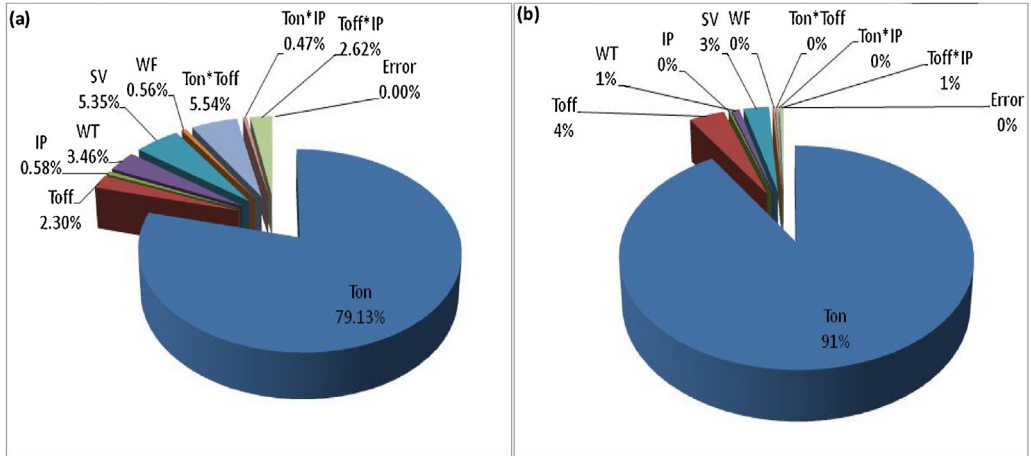 (a)
Ton*IP
0.47%
Toff*IP
2.62%
Error
0.00%
WF
0.56%
Ton*Toff
5.54%
SV
5.35%
WT
3.46%
IP
0.58%
Toff
2.30%
Ton
79.13%
(b)
SV
3%
WF
0%
Ton*Toff
0%
Ton*IP
0%
Toff*IP
1%
Error
0%
IP
0%
WT
1%
Toff
4%
Ton
91%